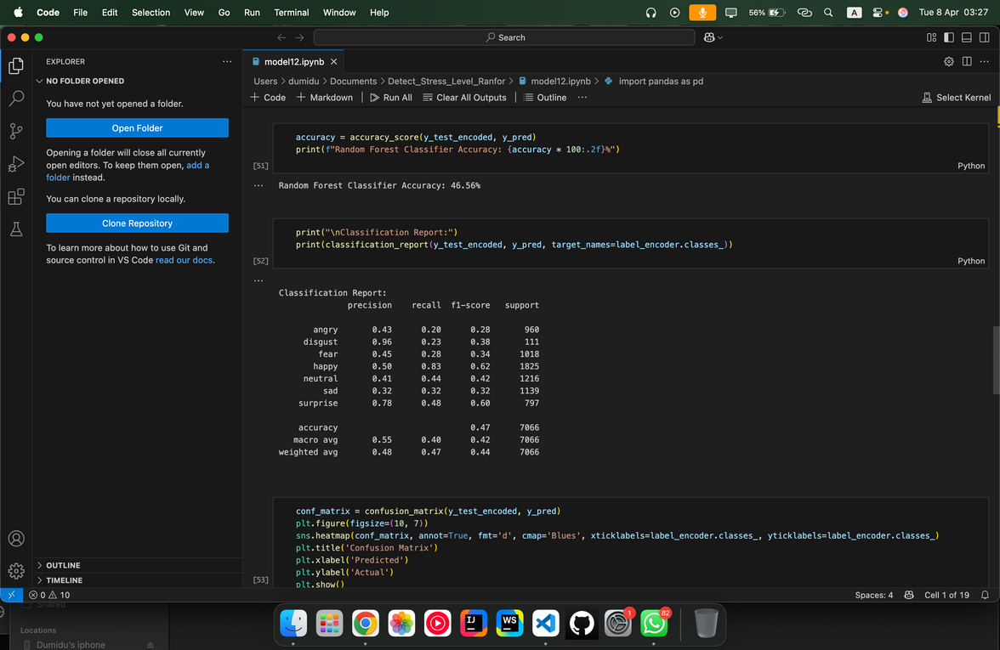 Code File Edit Selection View Go Run Terminal Window Help 56% A Tue 8 Apr 03:27
Search
EXPLORER
NO FOLDER OPENED
You have not yet opened a folder.
Open Folder
Opening a folder will close all currently
open editors. To keep them open, add a
folder instead.
You can clone a repository locally.
Clone Repository
To learn more about how to use Git and
source control in VS Code read our docs.
OUTLINE
TIMELINE
model12.ipynb
Users > dumidu > Documents > Detect_Stress_Level_Ranfor > model12.ipynb > import pandas as pd
+ Code + Markdown Run All Clear All Outputs Outline ... Select Kernel
accuracy = accuracy_score(y_test_encoded, y_pred)
print(f"Random Forest Classifier Accuracy: {accuracy * 100:.2f}%")
[51] Python
... Random Forest Classifier Accuracy: 46.56%
print("\nClassification Report:")
print(classification_report(y_test_encoded, y_pred, target_names=label_encoder.classes_))
[52] Python
...
Classification Report:
precision recall f1-score support
angry 0.43 0.20 0.28 960
disgust 0.96 0.23 0.38 111
fear 0.45 0.28 0.34 1018
happy 0.50 0.83 0.62 1825
neutral 0.41 0.44 0.42 1216
sad 0.32 0.32 0.32 1139
surprise 0.78 0.48 0.60 797
accuracy 0.47 7066
macro avg 0.55 0.40 0.42 7066
weighted avg 0.48 0.47 0.44 7066
conf_matrix = confusion_matrix(y_test_encoded, y_pred)
plt.figure(figsize=(10, 7))
sns.heatmap(conf_matrix, annot=True, fmt='d', cmap='Blues', xticklabels=label_encoder.classes_, yticklabels=label_encoder.classes_)
plt.title('Confusion Matrix')
plt.xlabel('Predicted')
plt.ylabel('Actual')
plt.show()
[53]
0 10 Spaces: 4 Cell 1 of 19
Shared
Locations
Dumidu's iphone
IJ WS 1 82